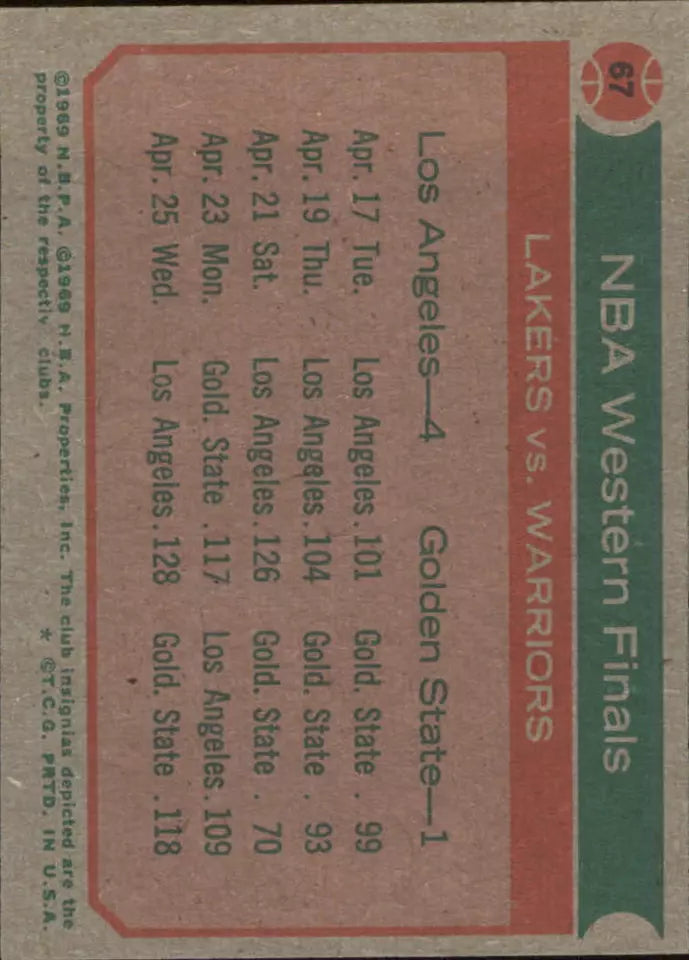 67
NBA Western Finals
LAKERS vs. WARRIORS
Los Angeles—4 Golden State—1
Apr. 17 Tue. Los Angeles.101 Gold. State . 99
Apr. 19 Thu. Los Angeles.104 Gold. State . 93
Apr. 21 Sat. Los Angeles.126 Gold. State . 70
Apr. 23 Mon. Gold. State .117 Los Angeles.109
Apr. 25 Wed. Los Angeles.128 Gold. State .118
©1969 N.B.P.A. ©1969 N.B.A. Properties, Inc. The club insignias depicted are the
property of the respectiv clubs. * ©T.C.G. PRTD. IN U.S.A.